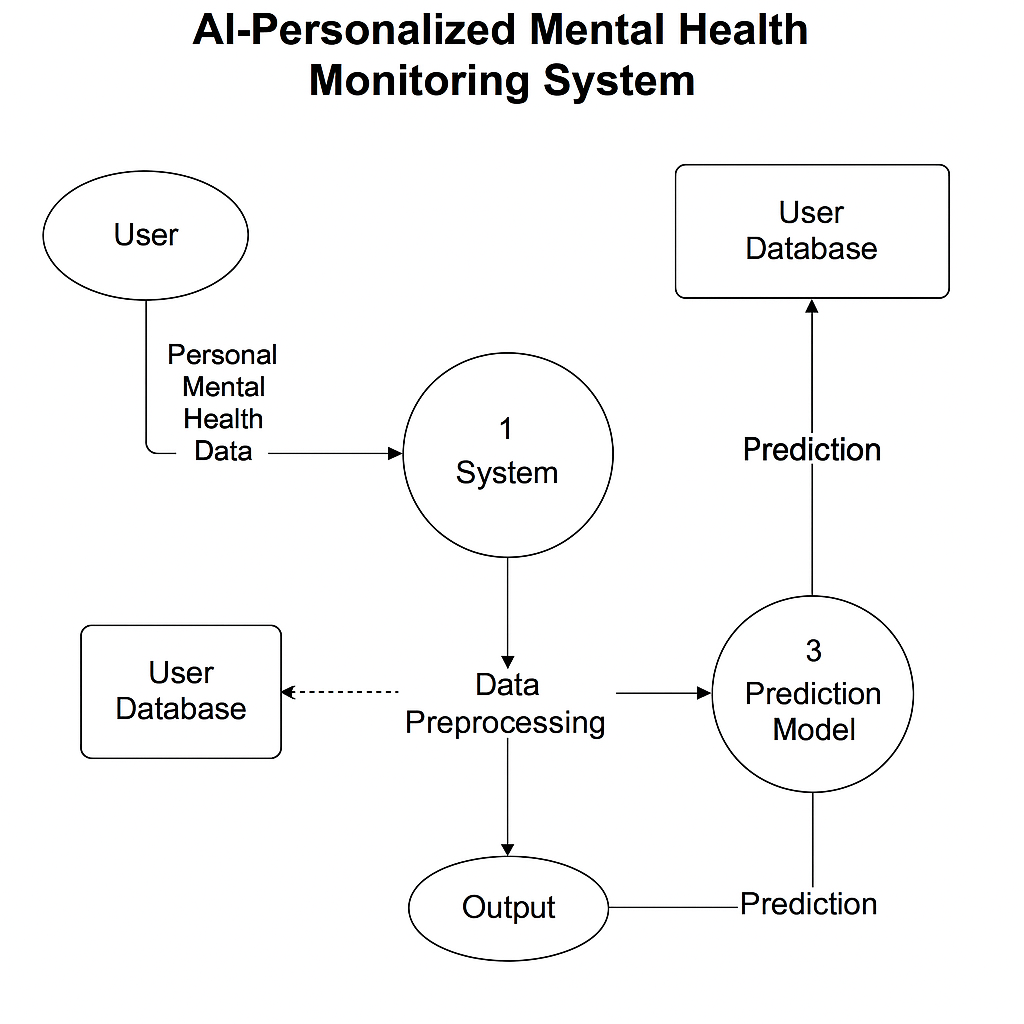 AI-Personalized Mental Health
Monitoring System
User
User
Database
Personal
Mental
Health
Data
1
System
Prediction
User
Database
Data
Preprocessing
3
Prediction
Model
Output
Prediction